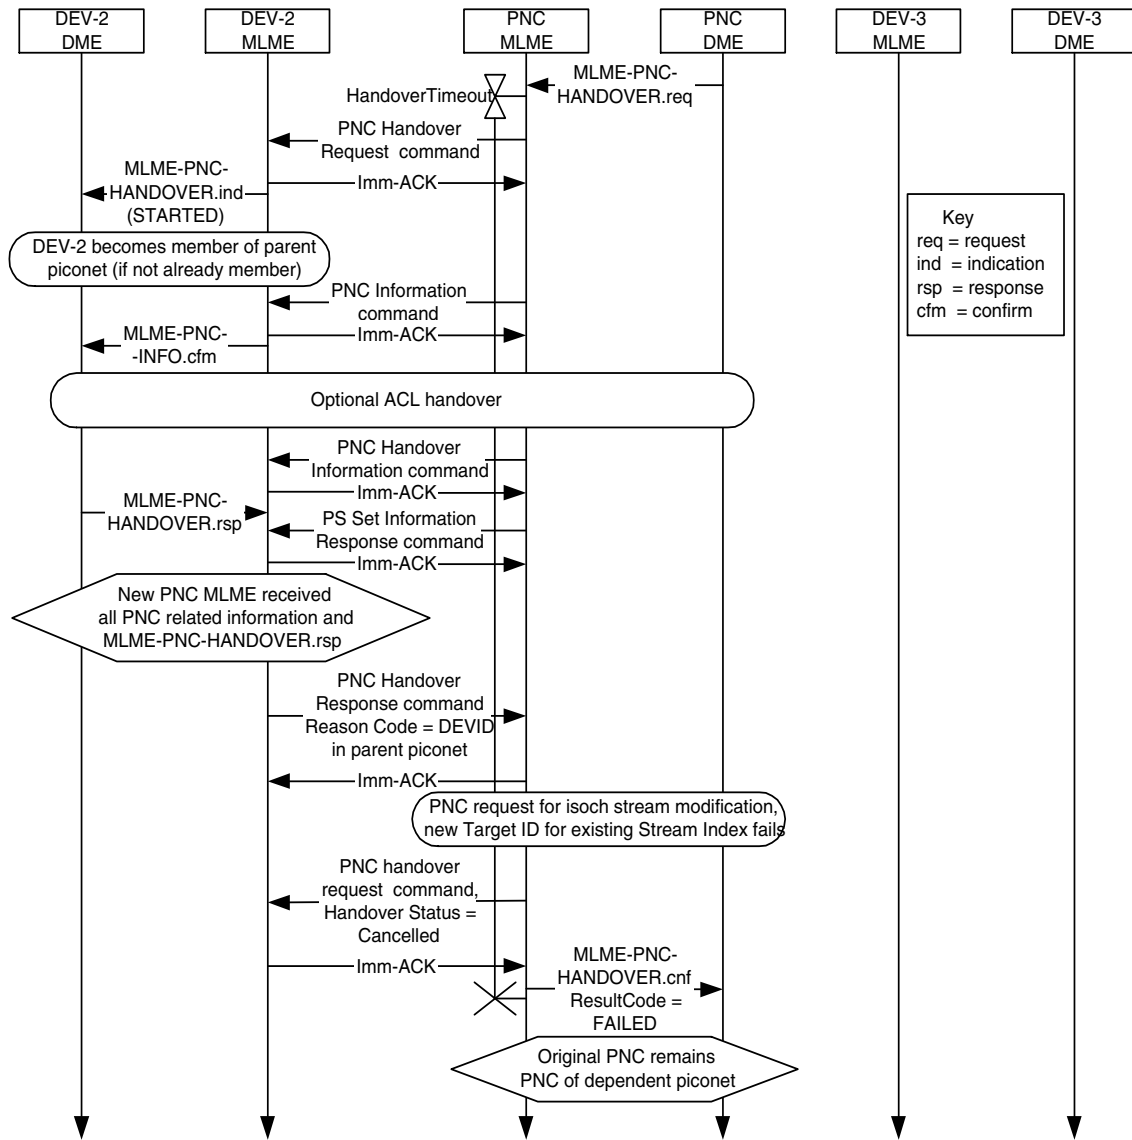 DEV-2
DME
DEV-2
MLME
PNC
MLME
PNC
DME
DEV-3
MLME
DEV-3
DME
MLME-PNC-
HANDOVER.req
HandoverTimeout
PNC Handover
Request command
Imm-ACK
MLME-PNC-
HANDOVER.ind
(STARTED)
DEV-2 becomes member of parent
piconet (if not already member)
PNC Information
command
Imm-ACK
MLME-PNC-
-INFO.cfm
Key
req = request
ind = indication
rsp = response
cfm = confirm
Optional ACL handover
PNC Handover
Information command
Imm-ACK
MLME-PNC-
HANDOVER.rsp
PS Set Information
Response command
Imm-ACK
New PNC MLME received
all PNC related information and
MLME-PNC-HANDOVER.rsp
PNC Handover
Response command
Reason Code = DEVID
in parent piconet
Imm-ACK
PNC request for isoch stream modification,
new Target ID for existing Stream Index fails
PNC handover
request command,
Handover Status =
Cancelled
Imm-ACK
MLME-PNC-
HANDOVER.cnf
ResultCode =
FAILED
Original PNC remains
PNC of dependent piconet